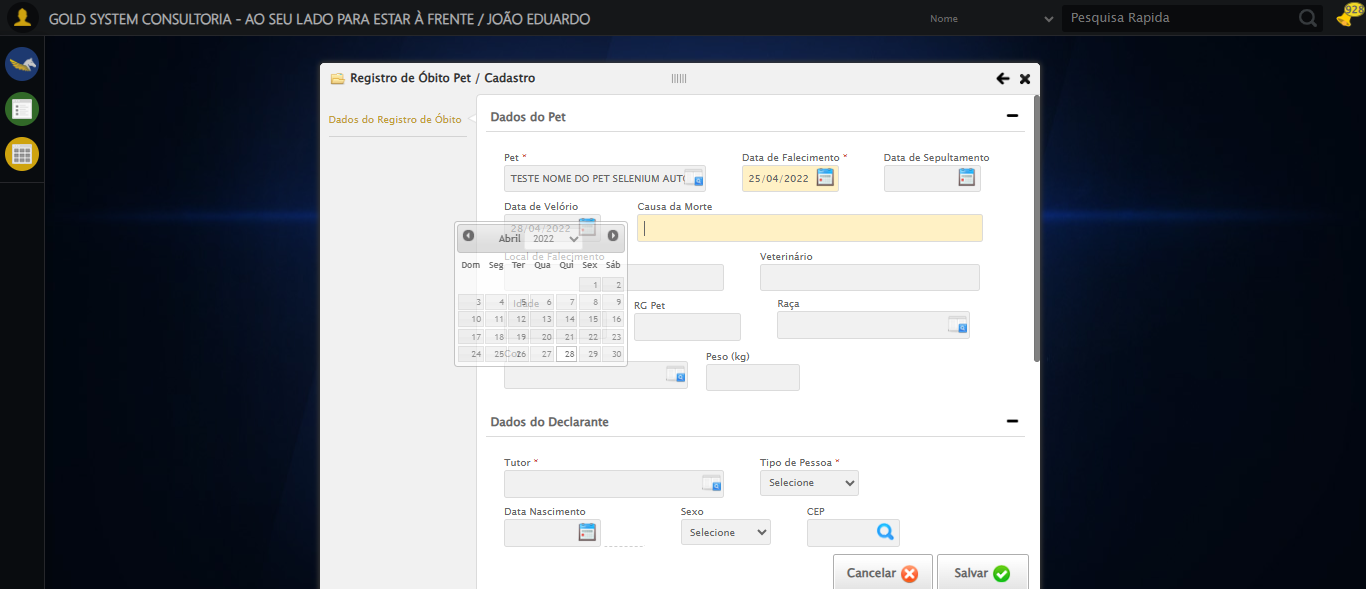 GOLD SYSTEM CONSULTORIA - AO SEU LADO PARA ESTAR À FRENTE / JOÃO EDUARDO
Nome
Pesquisa Rapida
928
Registro de Óbito Pet / Cadastro
Dados do Registro de Óbito
Dados do Pet
Pet *
Data de Falecimento *
Data de Sepultamento
TESTE NOME DO PET SELENIUM AUT
25/04/2022
Data de Velório
Causa da Morte
28/04/2022
Abril 2022
Local de Falecimento
Veterinário
Dom Seg Ter Qua Qui Sex Sáb
1 2
3 4 5 6 7 8 9
Idade
RG Pet
Raça
10 11 12 13 14 15 16
17 18 19 20 21 22 23
24 25 26 27 28 29 30
Cor
Peso (kg)
Dados do Declarante
Tutor *
Tipo de Pessoa *
Selecione
Data Nascimento
Sexo
CEP
Selecione
Cancelar
Salvar